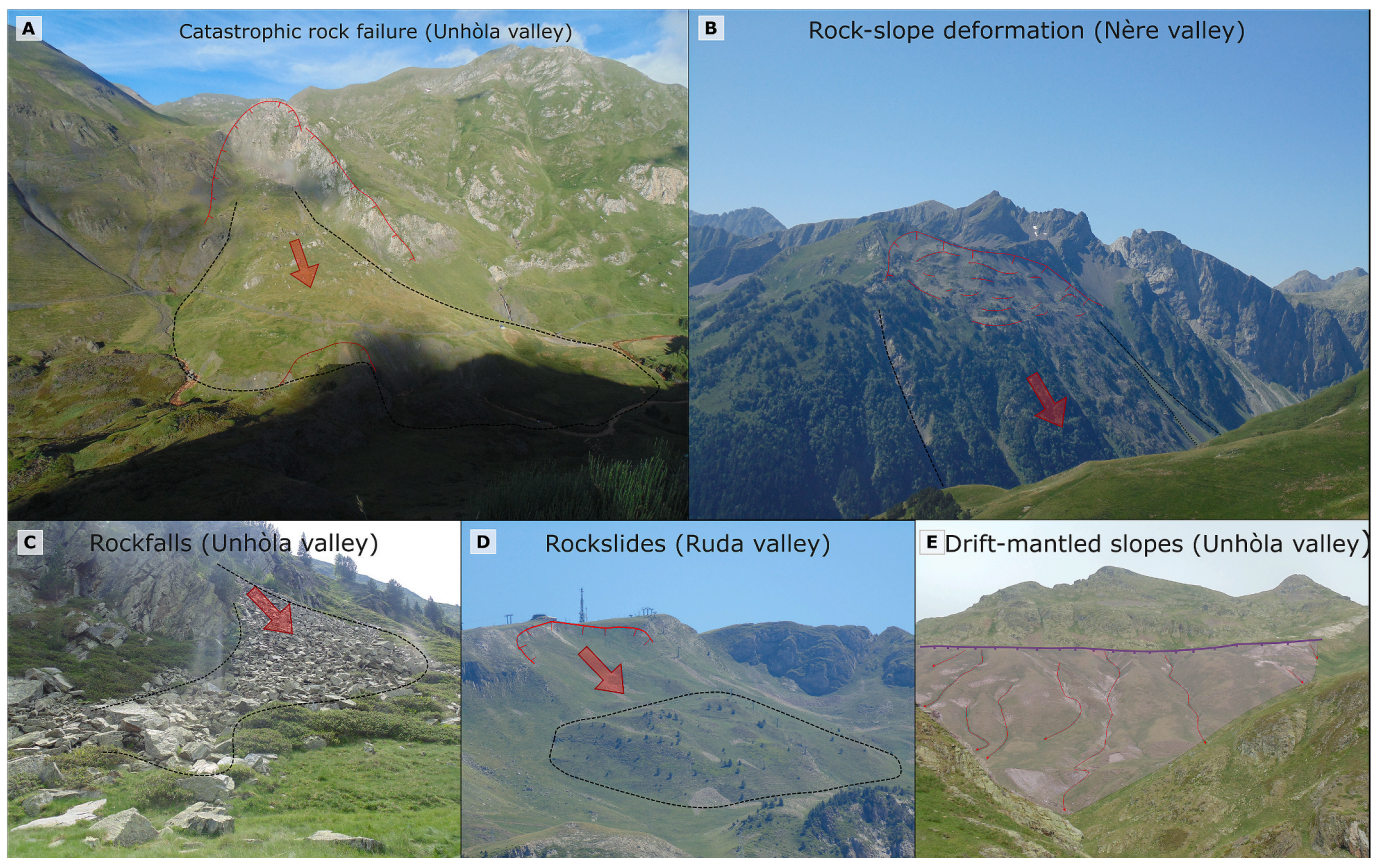 A
Catastrophic rock failure (Unhòla valley)
B
Rock-slope deformation (Nère valley)
C
Rockfalls (Unhòla valley)
D
Rockslides (Ruda valley)
E
Drift-mantled slopes (Unhòla valley)